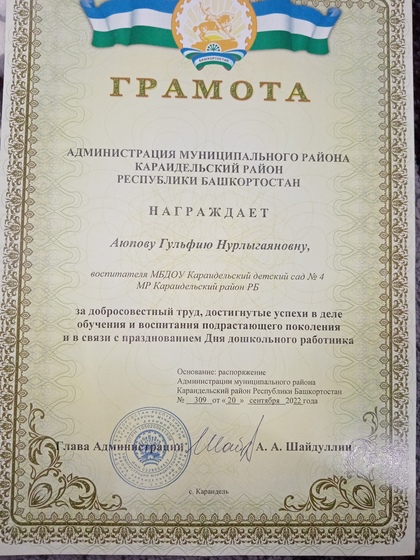 БАШКОРТОСТАН
ГРАМОТА
АДМИНИСТРАЦИЯ МУНИЦИПАЛЬНОГО РАЙОНА
КАРАИДЕЛЬСКИЙ РАЙОН
РЕСПУБЛИКИ БАШКОРТОСТАН
НАГРАЖДАЕТ
Аюпову Гульфию Нурлыгаяновну,
воспитателя МБДОУ Караидельский детский сад № 4
МР Караидельский район РБ
за добросовестный труд, достигнутые успехи в деле
обучения и воспитания подрастающего поколения
и в связи с празднованием Дня дошкольного работника
Основание: распоряжение
Администрации муниципального района
Караидельский район Республики Башкортостан
№ 309 от «20» сентября 2022 года
Глава Администрации А. А. Шайдуллин
с. Караидель